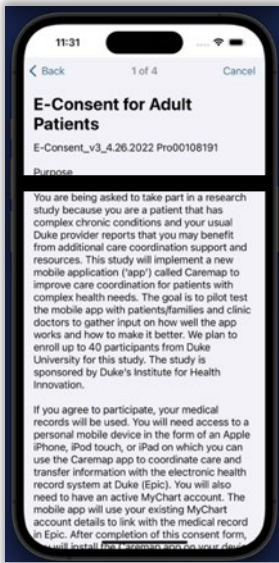 11:31
Back 1 of 4 Cancel
E-Consent for Adult
Patients
E-Consent_v3_4.26.2022 Pro00108191
Purpose
You are being asked to take part in a research
study because you are a patient that has
complex chronic conditions and your usual
Duke provider reports that you may benefit
from additional care coordination support and
resources. This study will implement a new
mobile application ('app') called Caremap to
improve care coordination for patients with
complex health needs. The goal is to pilot test
the mobile app with patients/families and clinic
doctors to gather input on how well the app
works and how to make it better. We plan to
enroll up to 40 participants from Duke
University for this study. The study is
sponsored by Duke's Institute for Health
Innovation.
If you agree to participate, your medical
records will be used. You will need access to a
personal mobile device in the form of an Apple
iPhone, iPod touch, or iPad on which you can
use the Caremap app to coordinate care and
transfer information with the electronic health
record system at Duke (Epic). You will also
need to have an active MyChart account. The
mobile app will use your existing MyChart
account details to link with the medical record
in Epic. After completion of this consent form,
you will install the Caremap app on your device